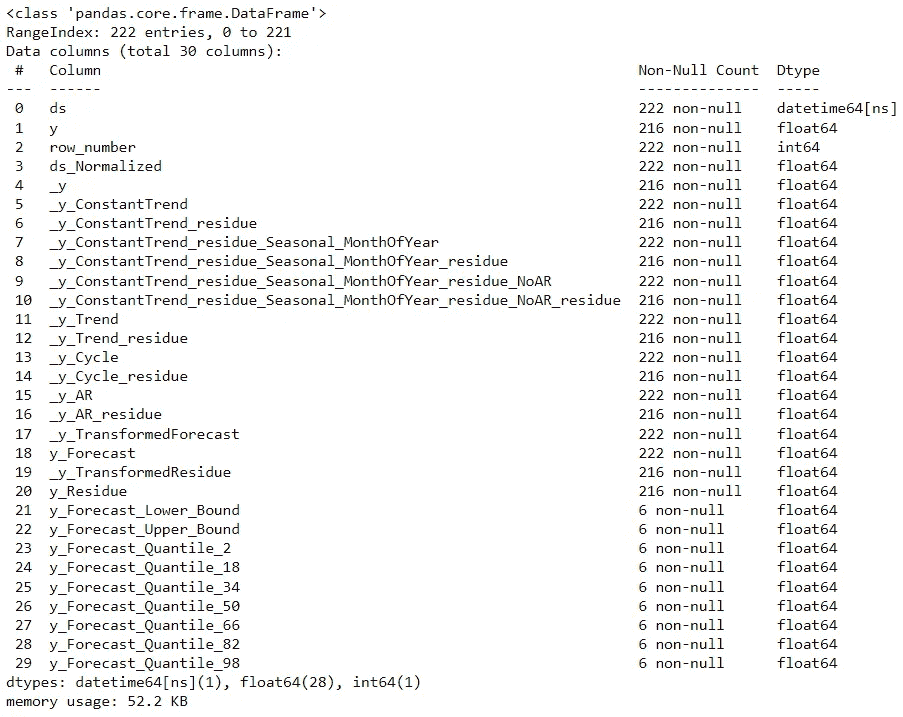 <class 'pandas.core.frame.DataFrame'>
RangeIndex: 222 entries, 0 to 221
Data columns (total 30 columns):
 #   Column                                                              Non-Null Count  Dtype
---  ------                                                              --------------  -----
 0   ds                                                                  222 non-null    datetime64[ns]
 1   y                                                                   216 non-null    float64
 2   row_number                                                          222 non-null    int64
 3   ds_Normalized                                                       222 non-null    float64
 4   _y                                                                  216 non-null    float64
 5   _y_ConstantTrend                                                    222 non-null    float64
 6   _y_ConstantTrend_residue                                            216 non-null    float64
 7   _y_ConstantTrend_residue_Seasonal_MonthOfYear                       222 non-null    float64
 8   _y_ConstantTrend_residue_Seasonal_MonthOfYear_residue               216 non-null    float64
 9   _y_ConstantTrend_residue_Seasonal_MonthOfYear_residue_NoAR          222 non-null    float64
 10  _y_ConstantTrend_residue_Seasonal_MonthOfYear_residue_NoAR_residue  216 non-null    float64
 11  _y_Trend                                                            222 non-null    float64
 12  _y_Trend_residue                                                    216 non-null    float64
 13  _y_Cycle                                                            222 non-null    float64
 14  _y_Cycle_residue                                                    216 non-null    float64
 15  _y_AR                                                               222 non-null    float64
 16  _y_AR_residue                                                       216 non-null    float64
 17  _y_TransformedForecast                                              222 non-null    float64
 18  y_Forecast                                                          222 non-null    float64
 19  _y_TransformedResidue                                               216 non-null    float64
 20  y_Residue                                                           216 non-null    float64
 21  y_Forecast_Lower_Bound                                              6 non-null      float64
 22  y_Forecast_Upper_Bound                                              6 non-null      float64
 23  y_Forecast_Quantile_2                                               6 non-null      float64
 24  y_Forecast_Quantile_18                                              6 non-null      float64
 25  y_Forecast_Quantile_34                                              6 non-null      float64
 26  y_Forecast_Quantile_50                                              6 non-null      float64
 27  y_Forecast_Quantile_66                                              6 non-null      float64
 28  y_Forecast_Quantile_82                                              6 non-null      float64
 29  y_Forecast_Quantile_98                                              6 non-null      float64
dtypes: datetime64[ns](1), float64(28), int64(1)
memory usage: 52.2 KB